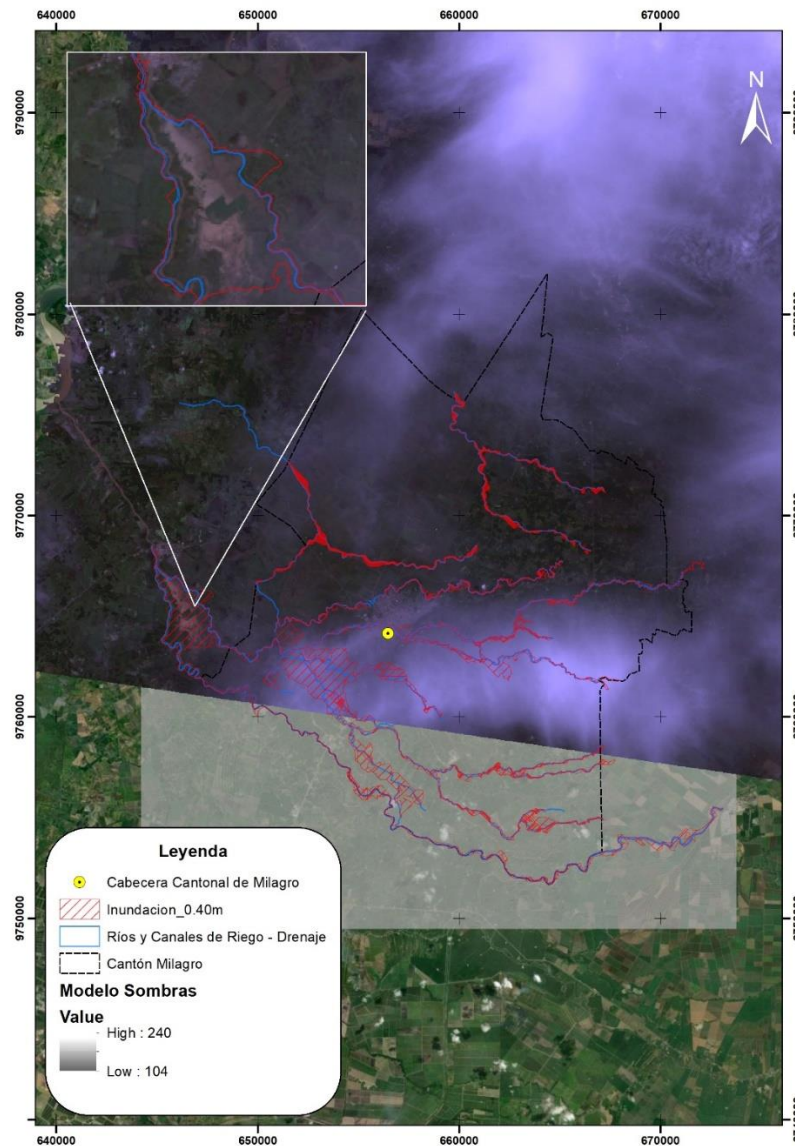 640000 650000 660000 670000
N
9790000
9780000
9770000
9760000
9750000
Leyenda
Cabecera Cantonal de Milagro
Inundacion_0.40m
Ríos y Canales de Riego - Drenaje
Cantón Milagro
Modelo Sombras
Value
High : 240
Low : 104
640000 650000 660000 670000